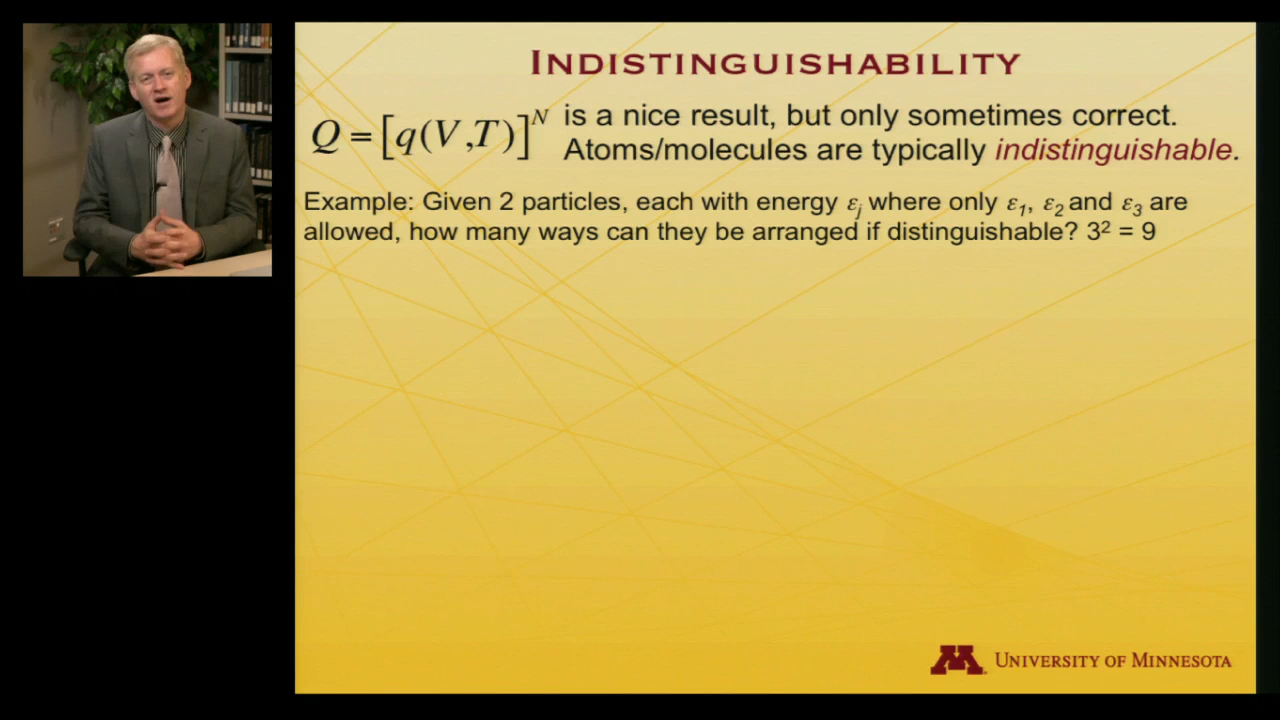 INDISTINGUISHABILITY
Q = [q(V,T)]^N is a nice result, but only sometimes correct.
Atoms/molecules are typically indistinguishable.
Example: Given 2 particles, each with energy εj where only ε1, ε2 and ε3 are
allowed, how many ways can they be arranged if distinguishable? 3² = 9
UNIVERSITY OF MINNESOTA